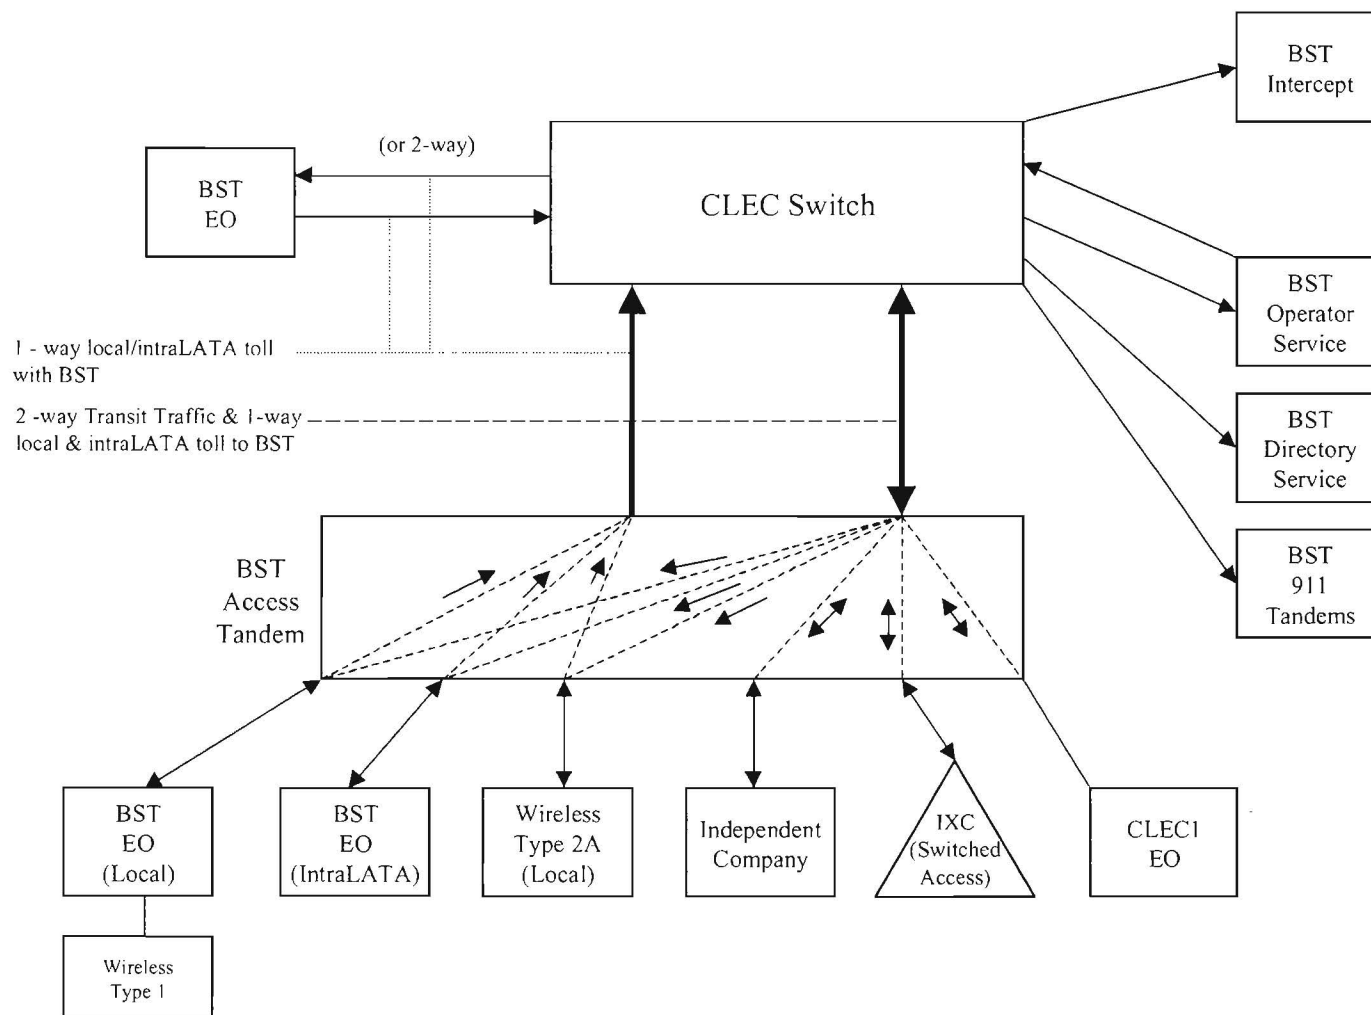 BST
Intercept
(or 2-way)
BST
EO
CLEC Switch
BST
Operator
Service
1 - way local/intraLATA toll
with BST
2 -way Transit Traffic & 1-way
local & intraLATA toll to BST
BST
Directory
Service
BST
911
Tandems
BST
Access
Tandem
BST
EO
(Local)
BST
EO
(IntraLATA)
Wireless
Type 2A
(Local)
Independent
Company
IXC
(Switched
Access)
CLEC1
EO
Wireless
Type 1